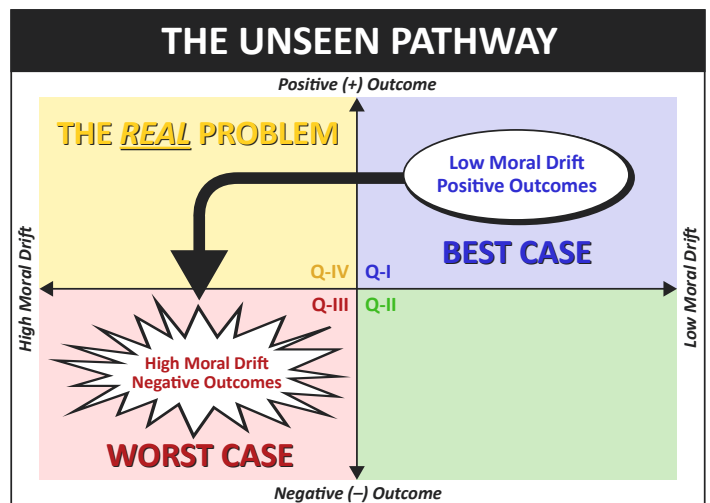 THE UNSEEN PATHWAY
Positive (+) Outcome
THE REAL PROBLEM
Low Moral Drift
Positive Outcomes
BEST CASE
High Moral Drift
Low Moral Drift
Q-IV
Q-I
Q-III
Q-II
High Moral Drift
Negative Outcomes
WORST CASE
Negative (–) Outcome